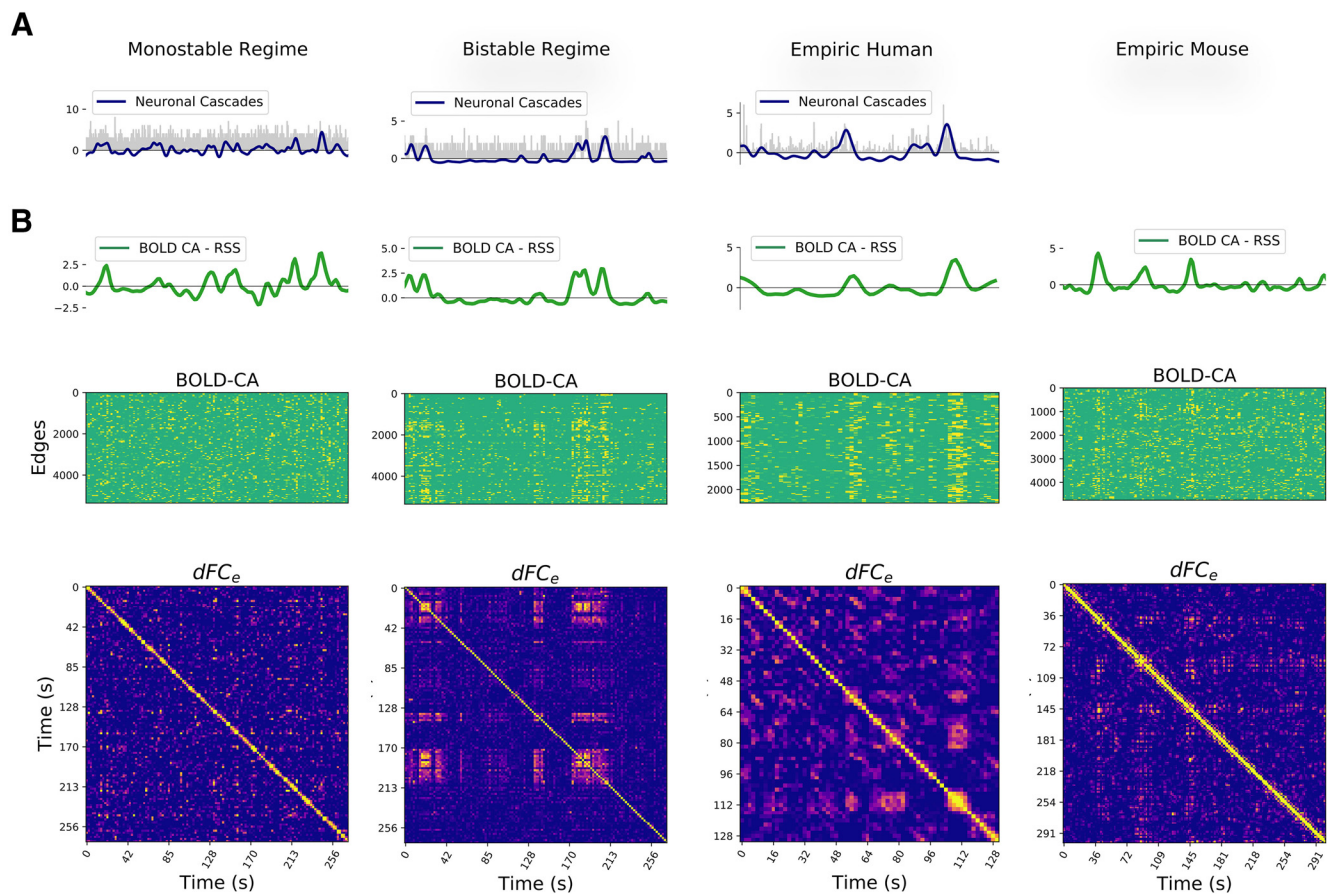 A
Monostable Regime
Bistable Regime
Empiric Human
Empiric Mouse
Neuronal Cascades
10
0
Neuronal Cascades
5
0
Neuronal Cascades
5
0
B
BOLD CA - RSS
2.5
0.0
−2.5
BOLD CA - RSS
5.0
2.5
0.0
BOLD CA - RSS
5
0
BOLD CA - RSS
5
0
BOLD-CA
Edges
0
2000
4000
BOLD-CA
0
2000
4000
BOLD-CA
0
500
1000
1500
2000
BOLD-CA
0
1000
2000
3000
4000
dFCe
Time (s)
0
42
85
128
170
213
256
0 42 85 128 170 213 256
Time (s)
dFCe
0
42
85
128
170
213
256
0 42 85 128 170 213 256
Time (s)
dFCe
0
16
32
48
64
80
96
112
128
0 16 32 48 64 80 96 112 128
Time (s)
dFCe
0
36
72
109
145
181
218
254
291
0 36 72 109 145 181 218 254 291
Time (s)